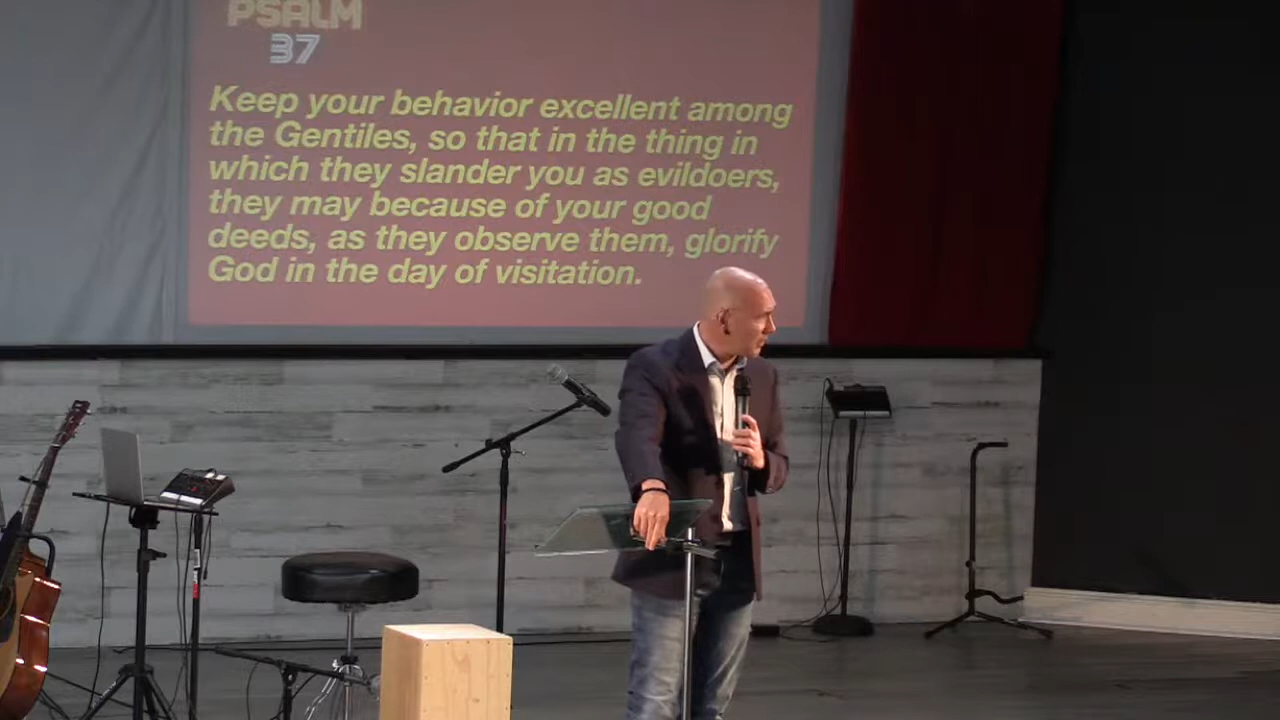 PSALM
37
Keep your behavior excellent among
the Gentiles, so that in the thing in
which they slander you as evildoers,
they may because of your good
deeds, as they observe them, glorify
God in the day of visitation.